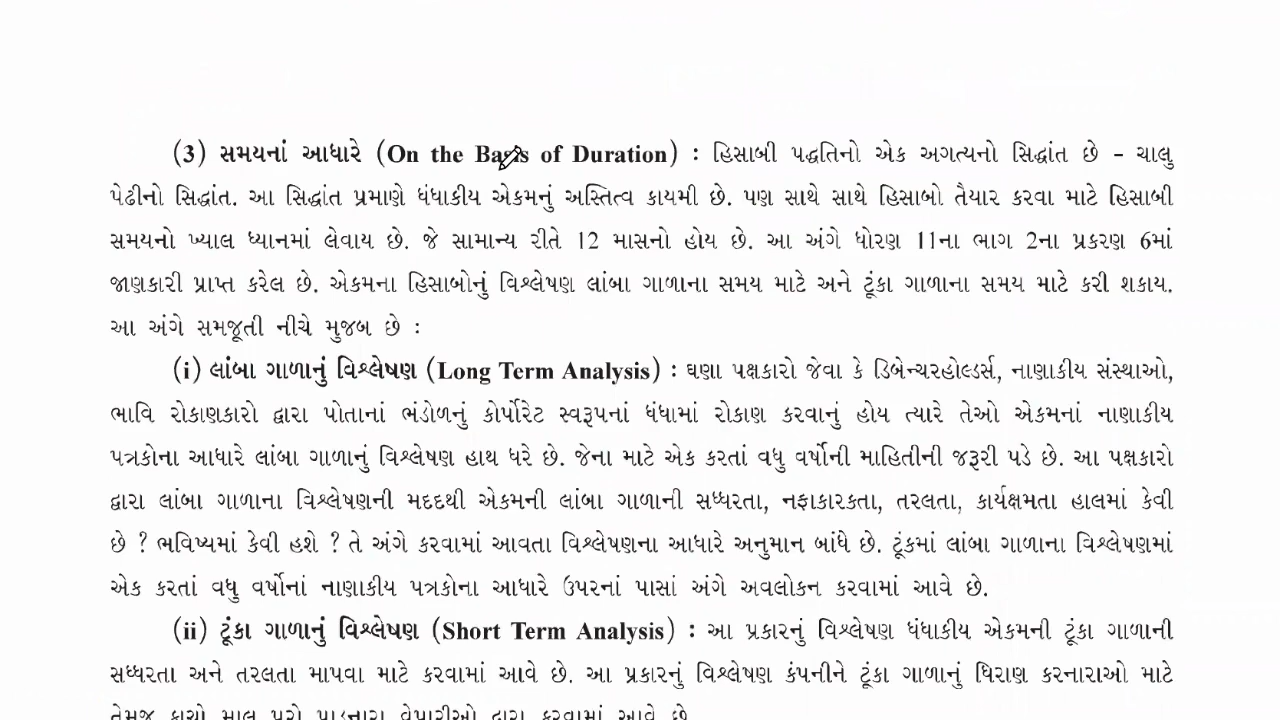 (3) સમયનાં આધારે (On the Basis of Duration) : હિસાબી પદ્ધતિનો એક અગત્યનો સિદ્ધાંત છે – ચાલુ
પેઢીનો સિદ્ધાંત. આ સિદ્ધાંત પ્રમાણે ધંધાકીય એકમનું અસ્તિત્વ કાયમી છે. પણ સાથે સાથે હિસાબો તૈયાર કરવા માટે હિસાબી
સમયનો ખ્યાલ ધ્યાનમાં લેવાય છે. જે સામાન્ય રીતે 12 માસનો હોય છે. આ અંગે ધોરણ 11ના ભાગ 2ના પ્રકરણ 6માં
જાણકારી પ્રાપ્ત કરેલ છે. એકમના હિસાબોનું વિશ્લેષણ લાંબા ગાળાના સમય માટે અને ટૂંકા ગાળાના સમય માટે કરી શકાય.
આ અંગે સમજૂતી નીચે મુજબ છે :
(i) લાંબા ગાળાનું વિશ્લેષણ (Long Term Analysis) : ઘણા પક્ષકારો જેવા કે ડિબેન્ચરહોલ્ડર્સ, નાણાકીય સંસ્થાઓ,
ભાવિ રોકાણકારો દ્વારા પોતાનાં ભંડોળનું કોર્પોરેટ સ્વરૂપનાં ધંધામાં રોકાણ કરવાનું હોય ત્યારે તેઓ એકમનાં નાણાકીય
પત્રકોના આધારે લાંબા ગાળાનું વિશ્લેષણ હાથ ધરે છે. જેના માટે એક કરતાં વધુ વર્ષોની માહિતીની જરૂરી પડે છે. આ પક્ષકારો
દ્વારા લાંબા ગાળાના વિશ્લેષણની મદદથી એકમની લાંબા ગાળાની સધ્ધરતા, નફાકારકતા, તરલતા, કાર્યક્ષમતા હાલમાં કેવી
છે ? ભવિષ્યમાં કેવી હશે ? તે અંગે કરવામાં આવતા વિશ્લેષણના આધારે અનુમાન બાંધે છે. ટૂંકમાં લાંબા ગાળાના વિશ્લેષણમાં
એક કરતાં વધુ વર્ષોનાં નાણાકીય પત્રકોના આધારે ઉપરનાં પાસાં અંગે અવલોકન કરવામાં આવે છે.
(ii) ટૂંકા ગાળાનું વિશ્લેષણ (Short Term Analysis) : આ પ્રકારનું વિશ્લેષણ ધંધાકીય એકમની ટૂંકા ગાળાની
સધ્ધરતા અને તરલતા માપવા માટે કરવામાં આવે છે. આ પ્રકારનું વિશ્લેષણ કંપનીને ટૂંકા ગાળાનું ધિરાણ કરનારાઓ માટે
તેમજ કાચો માલ પૂરો પાડનારા વેપારીઓ દ્વારા કરવામાં આવે છે.